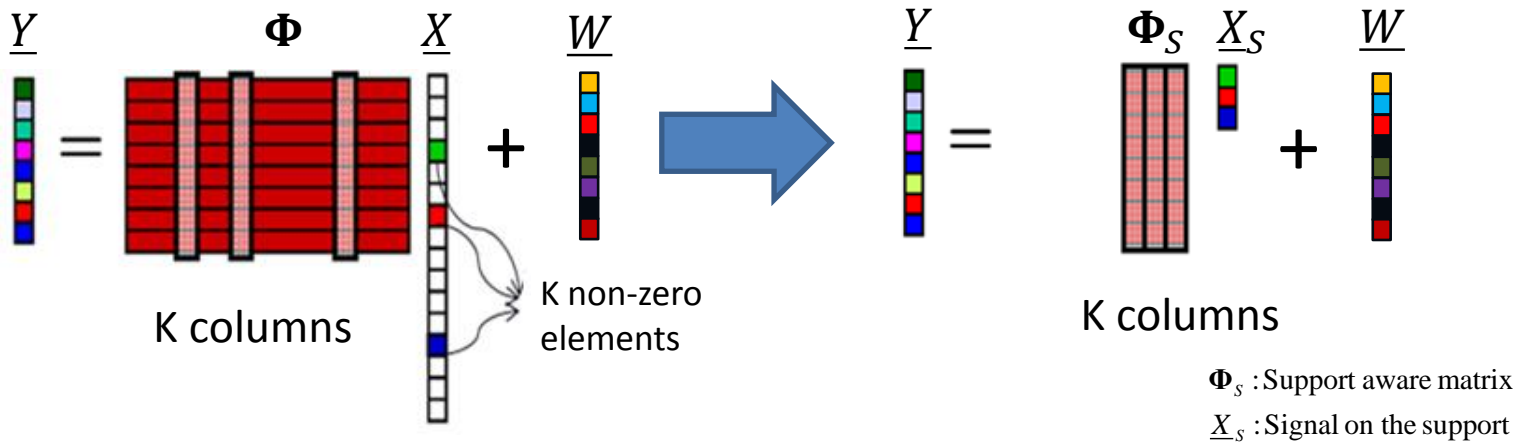 Y = Φ X + W
Y = Φ_S X_S + W
K non-zero
elements
K columns
K columns
Φ_S : Support aware matrix
X_S : Signal on the support